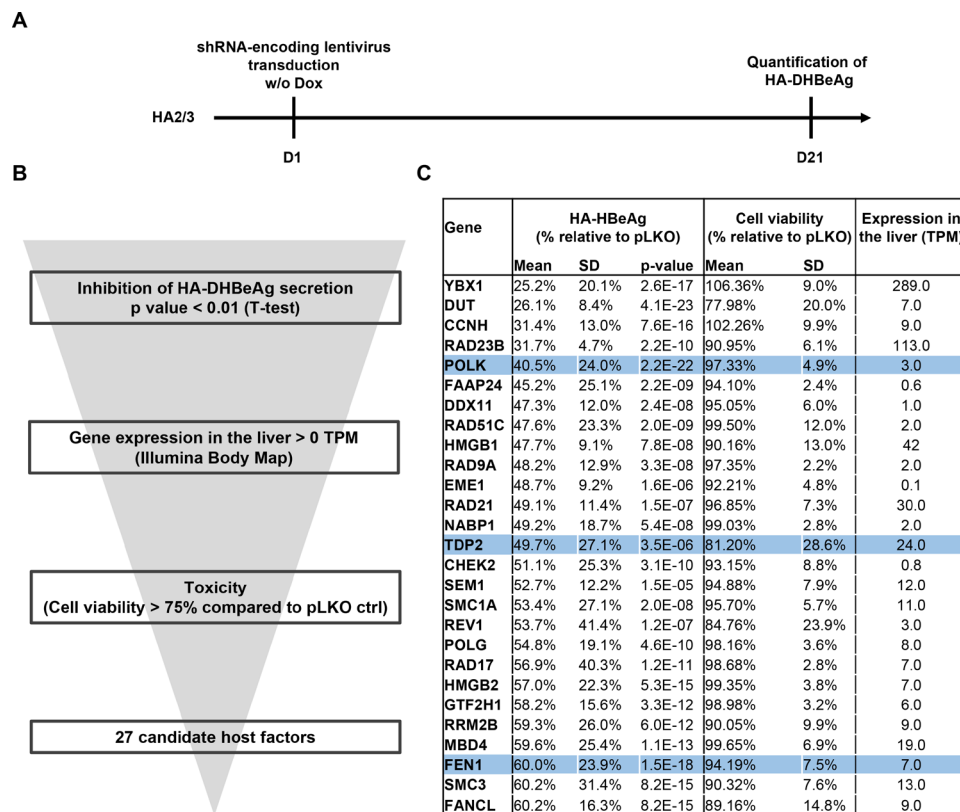 A
shRNA-encoding lentivirus
transduction
w/o Dox
Quantification of
HA-DHBeAg
HA2/3
D1
D21
B
Inhibition of HA-DHBeAg secretion
p value < 0.01 (T-test)
Gene expression in the liver > 0 TPM
(Illumina Body Map)
Toxicity
(Cell viability > 75% compared to pLKO ctrl)
27 candidate host factors
C
Gene HA-HBeAg (% relative to pLKO) Cell viability (% relative to pLKO) Expression in the liver (TPM)
Mean SD p-value Mean SD
YBX1 25.2% 20.1% 2.6E-17 106.36% 9.0% 289.0
DUT 26.1% 8.4% 4.1E-23 77.98% 20.0% 7.0
CCNH 31.4% 13.0% 7.6E-16 102.26% 9.9% 9.0
RAD23B 31.7% 4.7% 2.2E-10 90.95% 6.1% 113.0
POLK 40.5% 24.0% 2.2E-22 97.33% 4.9% 3.0
FAAP24 45.2% 25.1% 2.2E-09 94.10% 2.4% 0.6
DDX11 47.3% 12.0% 2.4E-08 95.05% 6.0% 1.0
RAD51C 47.6% 23.3% 2.0E-09 99.50% 12.0% 2.0
HMGB1 47.7% 9.1% 7.8E-08 90.16% 13.0% 42
RAD9A 48.2% 12.9% 3.3E-08 97.35% 2.2% 2.0
EME1 48.7% 9.2% 1.6E-06 92.21% 4.8% 0.1
RAD21 49.1% 11.4% 1.5E-07 96.85% 7.3% 30.0
NABP1 49.2% 18.7% 5.4E-08 99.03% 2.8% 2.0
TDP2 49.7% 27.1% 3.5E-06 81.20% 28.6% 24.0
CHEK2 51.1% 25.3% 3.1E-10 93.15% 8.8% 0.8
SEM1 52.7% 12.2% 1.5E-05 94.88% 7.9% 12.0
SMC1A 53.4% 27.1% 2.0E-08 95.70% 5.7% 11.0
REV1 53.7% 41.4% 1.2E-07 84.76% 23.9% 3.0
POLG 54.8% 19.1% 4.6E-10 98.16% 3.6% 8.0
RAD17 56.9% 40.3% 1.2E-11 98.68% 2.8% 7.0
HMGB2 57.0% 22.3% 5.3E-15 99.35% 3.8% 7.0
GTF2H1 58.2% 15.6% 3.3E-12 98.98% 3.2% 6.0
RRM2B 59.3% 26.0% 6.0E-12 90.05% 9.9% 9.0
MBD4 59.6% 25.4% 1.1E-13 99.65% 6.9% 19.0
FEN1 60.0% 23.9% 1.5E-18 94.19% 7.5% 7.0
SMC3 60.2% 31.4% 8.2E-15 90.32% 7.6% 13.0
FANCL 60.2% 16.3% 8.2E-15 89.16% 14.8% 9.0